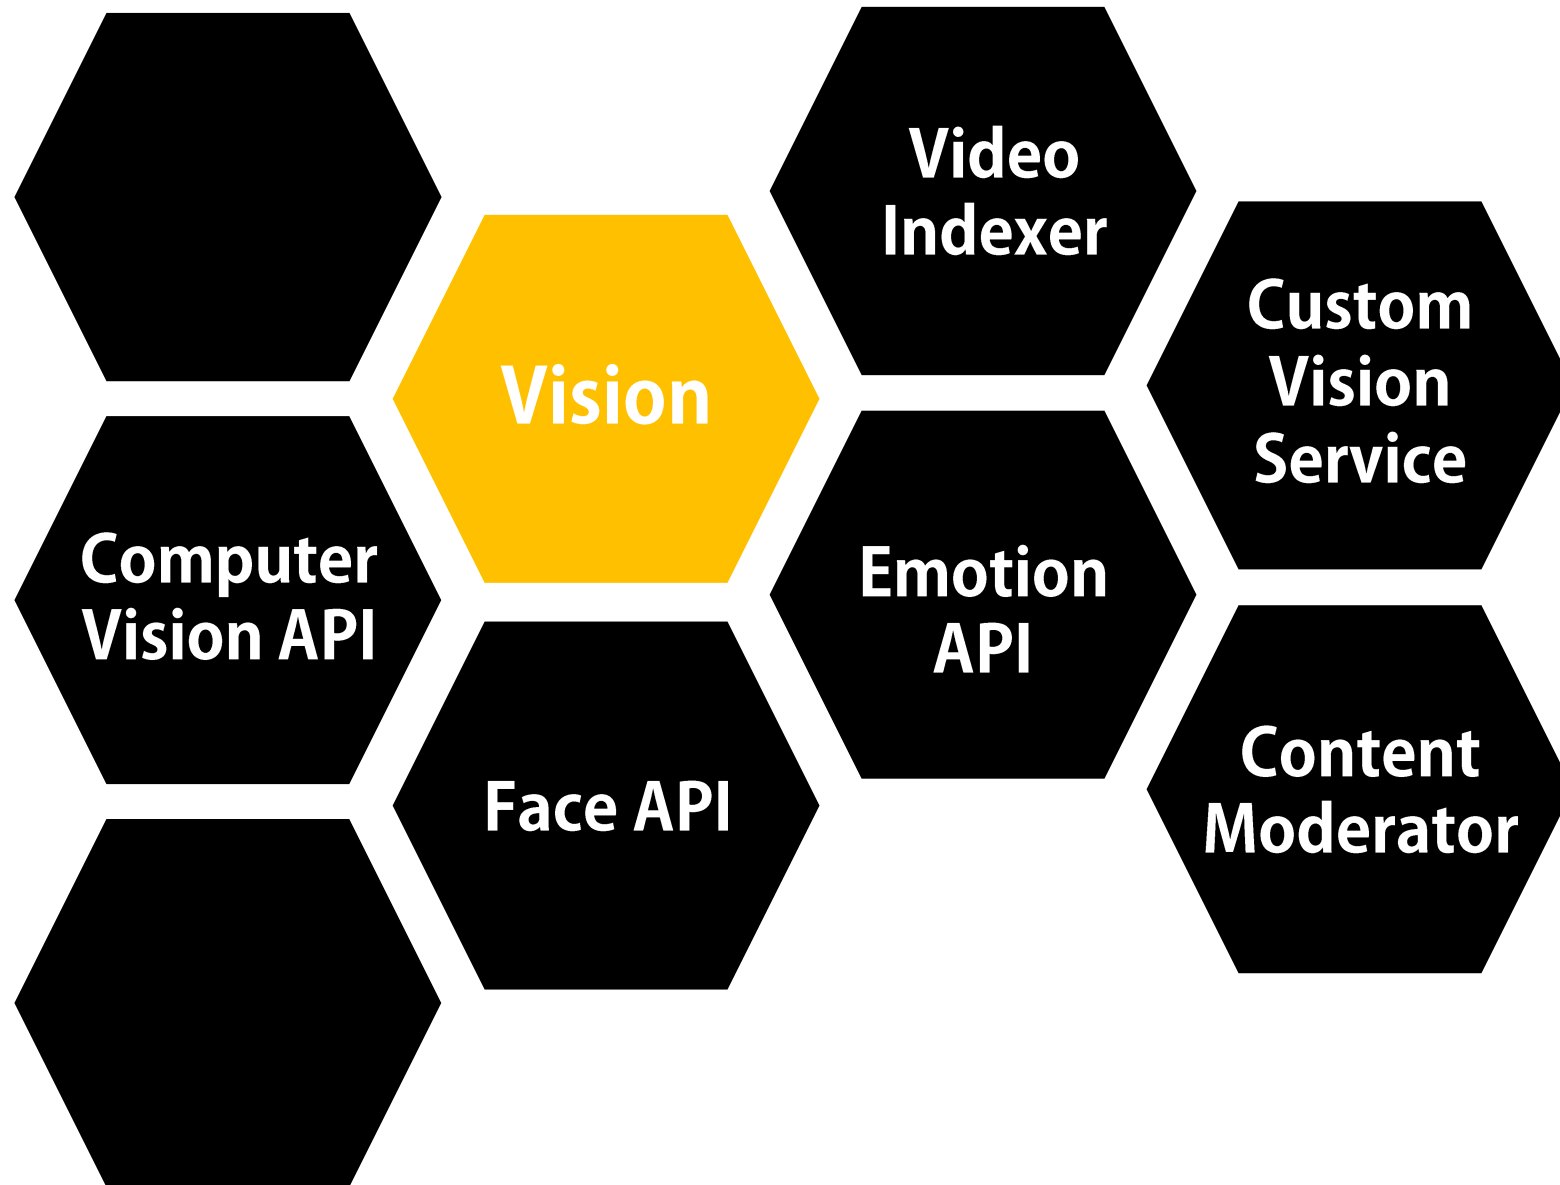 Video
Indexer
Custom
Vision
Service
Vision
Computer
Vision API
Emotion
API
Face API
Content
Moderator